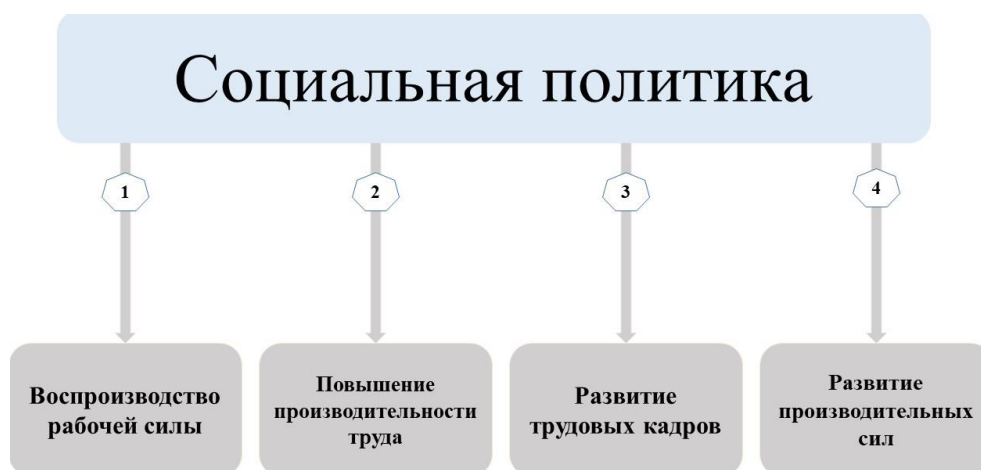 Социальная политика
1
2
3
4
Воспроизводство
рабочей силы
Повышение
производительности
труда
Развитие
трудовых кадров
Развитие
производительных
сил